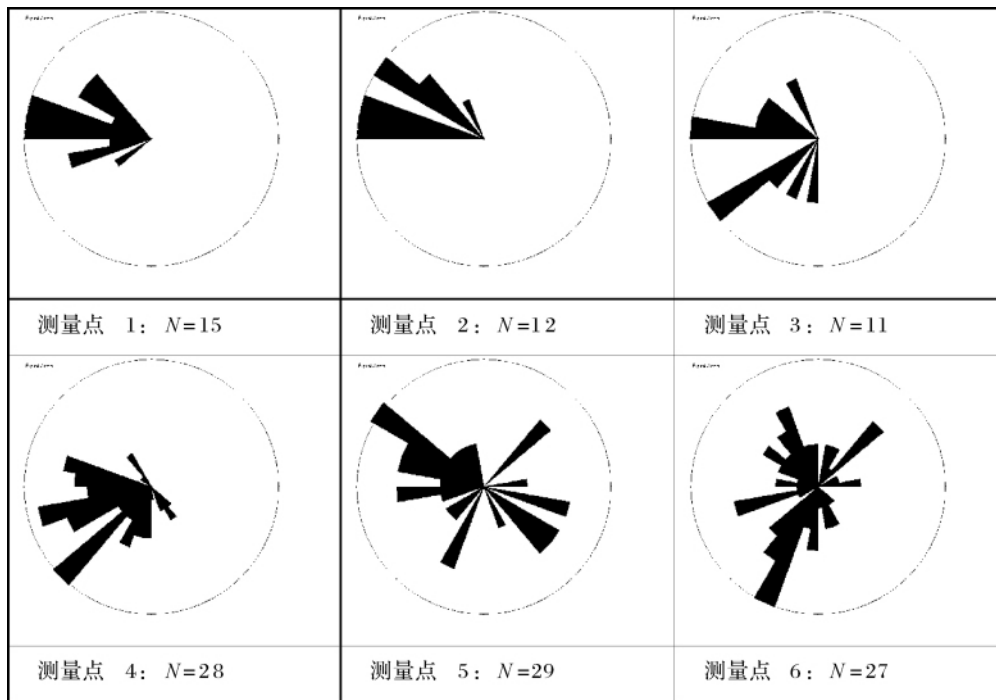 测量点 1: N=15
测量点 2: N=12
测量点 3: N=11
测量点 4: N=28
测量点 5: N=29
测量点 6: N=27